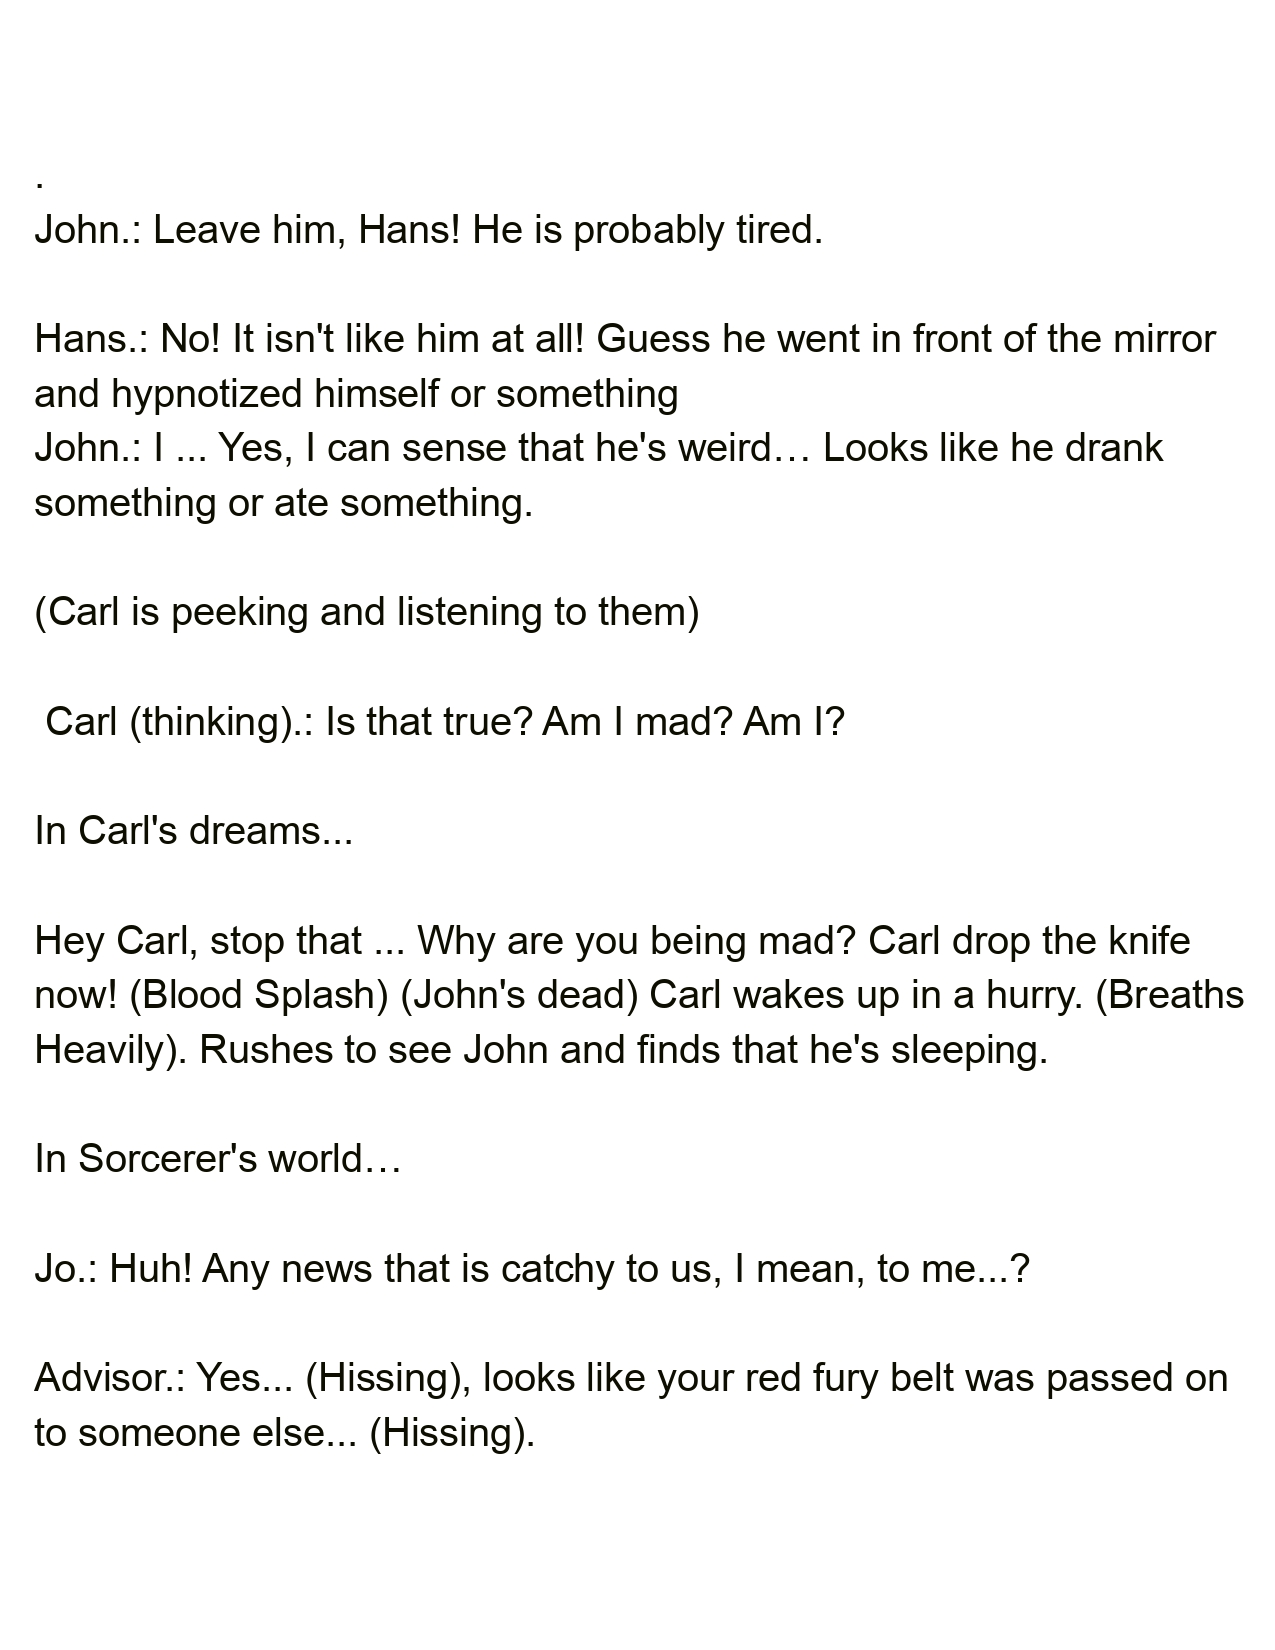 .
John.: Leave him, Hans! He is probably tired.
Hans.: No! It isn't like him at all! Guess he went in front of the mirror
and hypnotized himself or something
John.: I ... Yes, I can sense that he's weird… Looks like he drank
something or ate something.
(Carl is peeking and listening to them)
Carl (thinking).: Is that true? Am I mad? Am I?
In Carl's dreams...
Hey Carl, stop that ... Why are you being mad? Carl drop the knife
now! (Blood Splash) (John's dead) Carl wakes up in a hurry. (Breaths
Heavily). Rushes to see John and finds that he's sleeping.
In Sorcerer's world…
Jo.: Huh! Any news that is catchy to us, I mean, to me...?
Advisor.: Yes... (Hissing), looks like your red fury belt was passed on
to someone else... (Hissing).